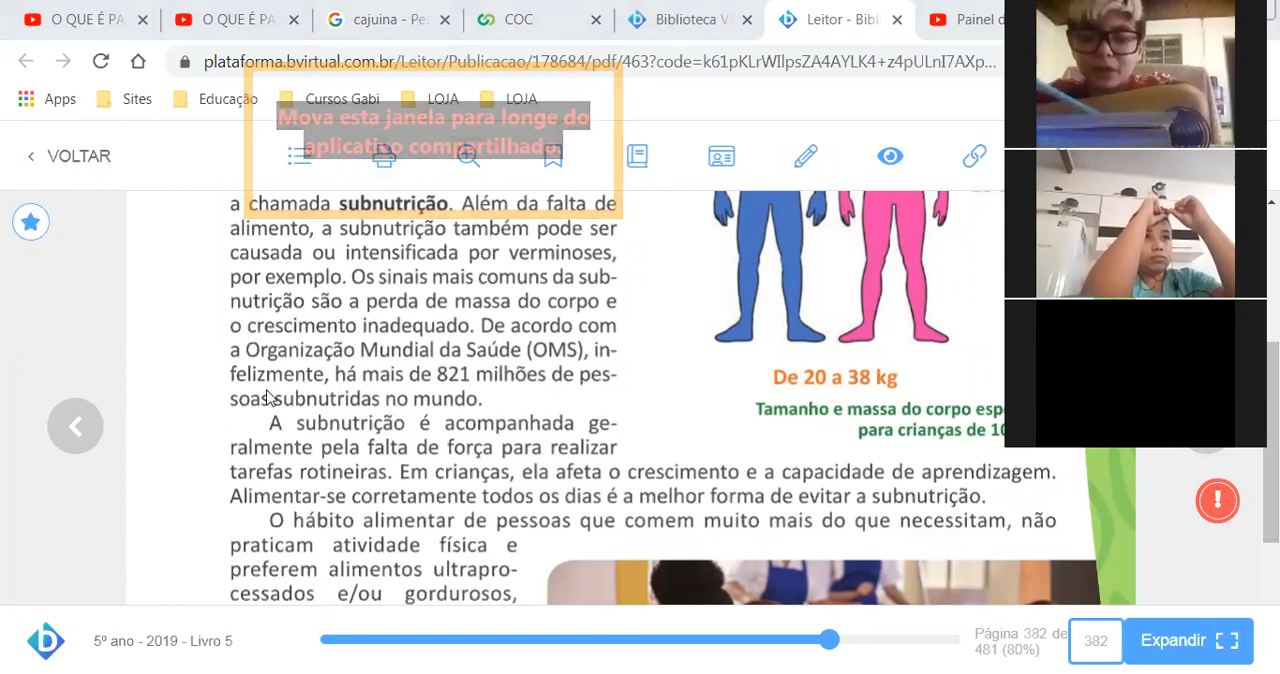 O QUE É PA
O QUE É PA
cajuina - Pe
COC
Biblioteca V
Leitor - Bibl
Painel d
plataforma.bvirtual.com.br/Leitor/Publicacao/178684/pdf/463?code=k61pKLrWIlpsZA4AYLK4+z4pULnI7AXp...
Apps
Sites
Educação
Cursos Gabi
LOJA
LOJA
Mova esta janela para longe do
aplicativo compartilhado.
VOLTAR
a chamada subnutrição. Além da falta de
alimento, a subnutrição também pode ser
causada ou intensificada por verminoses,
por exemplo. Os sinais mais comuns da sub-
nutrição são a perda de massa do corpo e
o crescimento inadequado. De acordo com
a Organização Mundial da Saúde (OMS), in-
felizmente, há mais de 821 milhões de pes-
soas subnutridas no mundo.
A subnutrição é acompanhada ge-
ralmente pela falta de força para realizar
tarefas rotineiras. Em crianças, ela afeta o crescimento e a capacidade de aprendizagem.
Alimentar-se corretamente todos os dias é a melhor forma de evitar a subnutrição.
O hábito alimentar de pessoas que comem muito mais do que necessitam, não
praticam atividade física e
preferem alimentos ultrapro-
cessados e/ou gordurosos,
De 20 a 38 kg
Tamanho e massa do corpo esp
para crianças de 10
5º ano - 2019 - Livro 5
Página 382 de
481 (80%)
382
Expandir